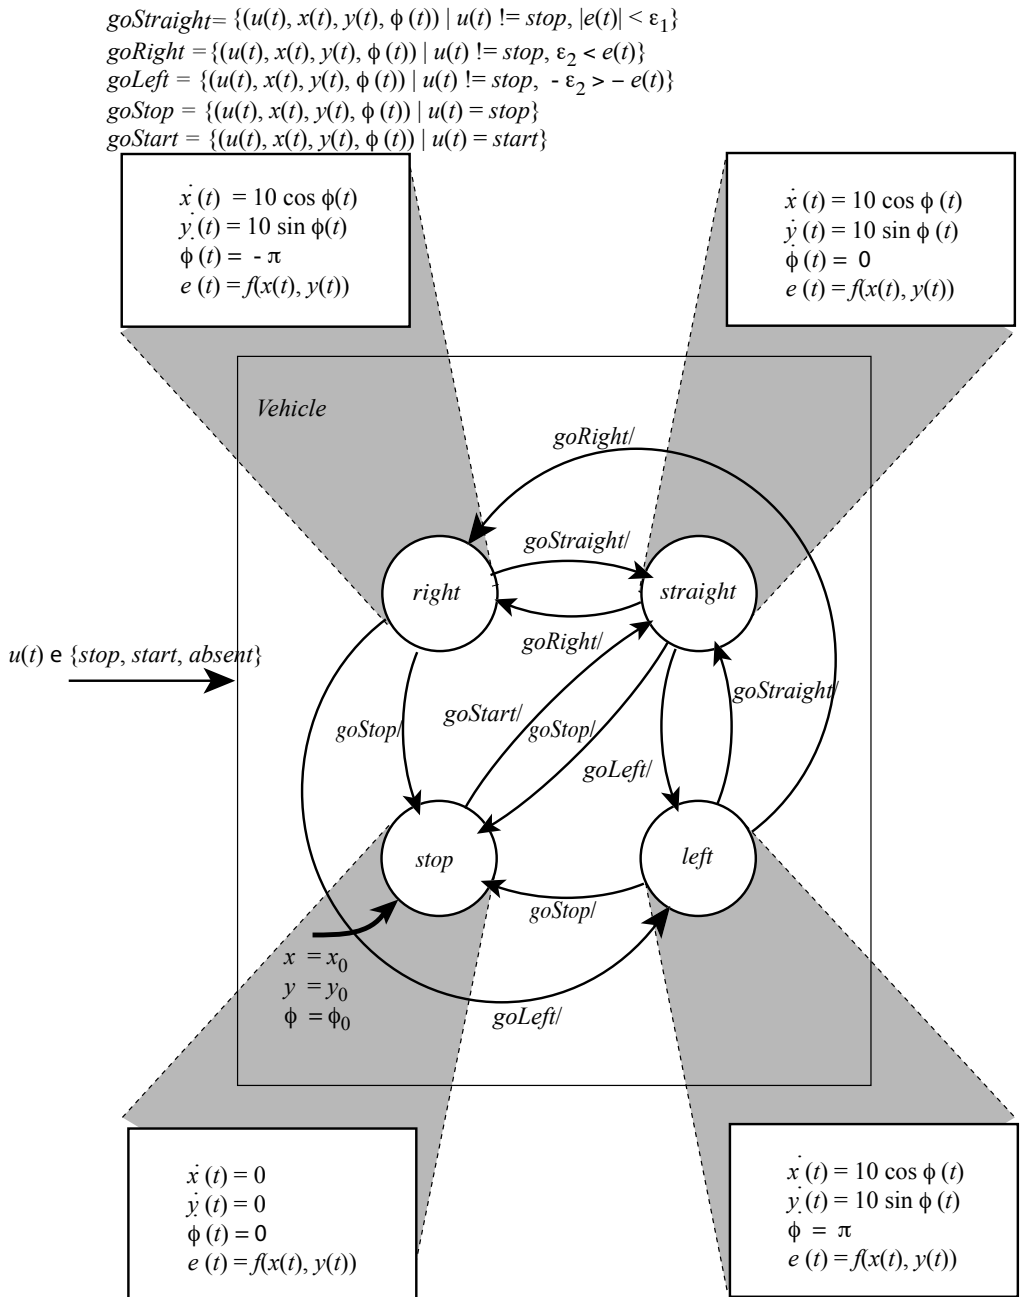 goStraight= {(u(t), x(t), y(t), ϕ(t)) | u(t) != stop, |e(t)| < ε₁}
goRight = {(u(t), x(t), y(t), ϕ(t)) | u(t) != stop, ε₂ < e(t)}
goLeft = {(u(t), x(t), y(t), ϕ(t)) | u(t) != stop, - ε₂ > – e(t)}
goStop = {(u(t), x(t), y(t), ϕ(t)) | u(t) = stop}
goStart = {(u(t), x(t), y(t), ϕ(t)) | u(t) = start}
ẋ(t) = 10 cos ϕ(t)
ẏ(t) = 10 sin ϕ(t)
ϕ̇(t) = - π
e (t) = f(x(t), y(t))
ẋ(t) = 10 cos ϕ (t)
ẏ(t) = 10 sin ϕ (t)
ϕ̇(t) = 0
e (t) = f(x(t), y(t))
Vehicle
goRight/
goStraight/
right
straight
goRight/
u(t) e {stop, start, absent}
goStraight/
goStart/
goStop/
goStop/
goLeft/
stop
left
goStop/
x = x₀
y = y₀
ϕ = ϕ₀
goLeft/
ẋ(t) = 0
ẏ(t) = 0
ϕ̇(t) = 0
e (t) = f(x(t), y(t))
ẋ(t) = 10 cos ϕ (t)
ẏ(t) = 10 sin ϕ (t)
ϕ̇ = π
e (t) = f(x(t), y(t))